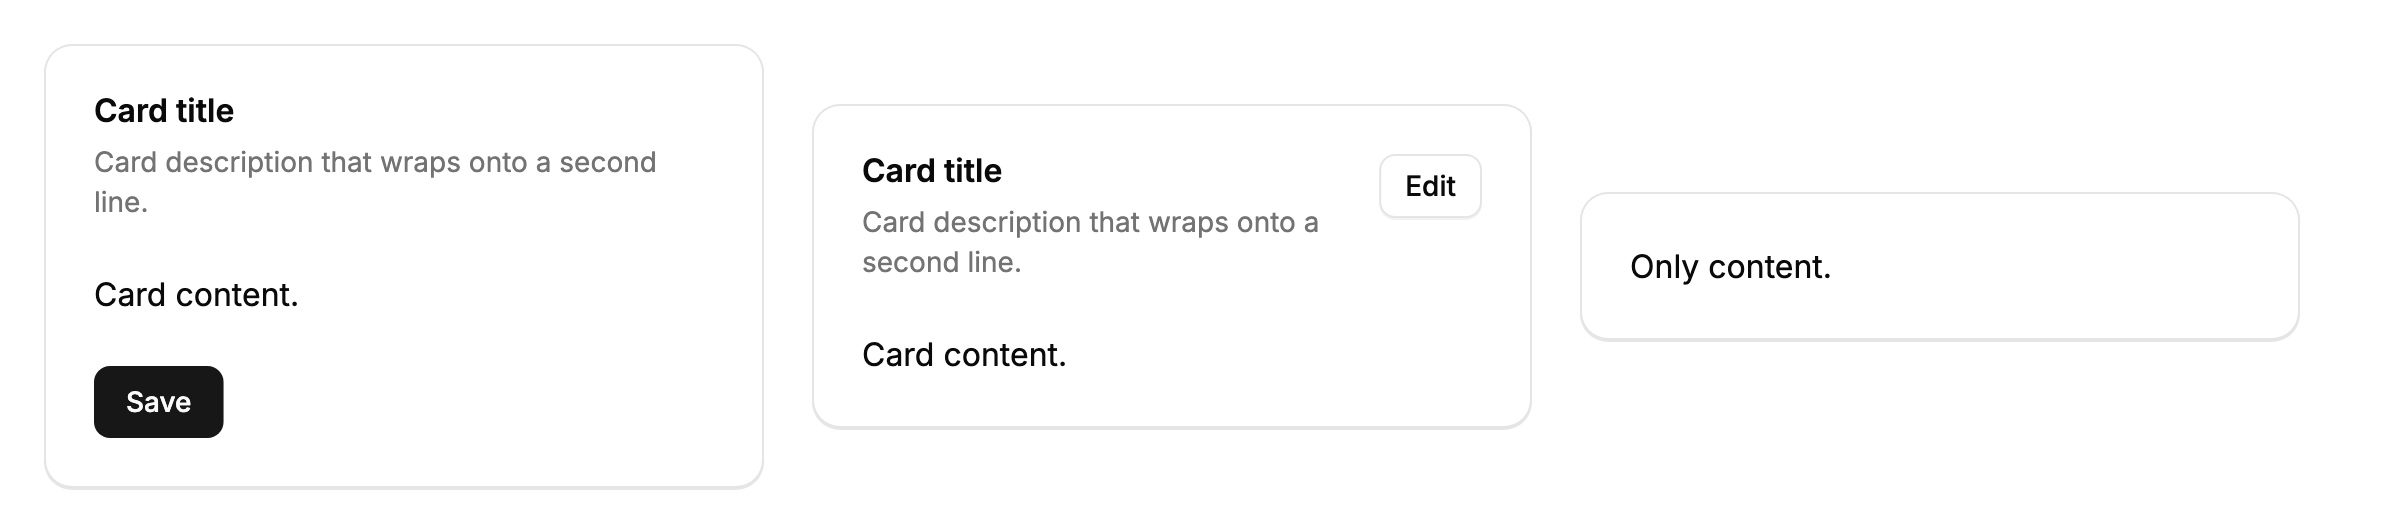 Card title
Card description that wraps onto a second
line.
Card content.
Save
Card title
Edit
Card description that wraps onto a
second line.
Card content.
Only content.